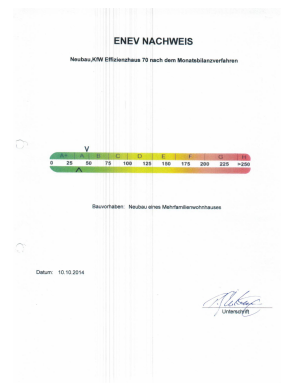 ENEV NACHWEIS
Neubau,KfW Effizienzhaus 70 nach dem Monatsbilanzverfahren
A+ A B C D E F G H
0 25 50 75 100 125 150 175 200 225 >250
Bauvorhaben: Neubau eines Mehrfamilienwohnhauses
Datum: 10.10.2014
Unterschrift